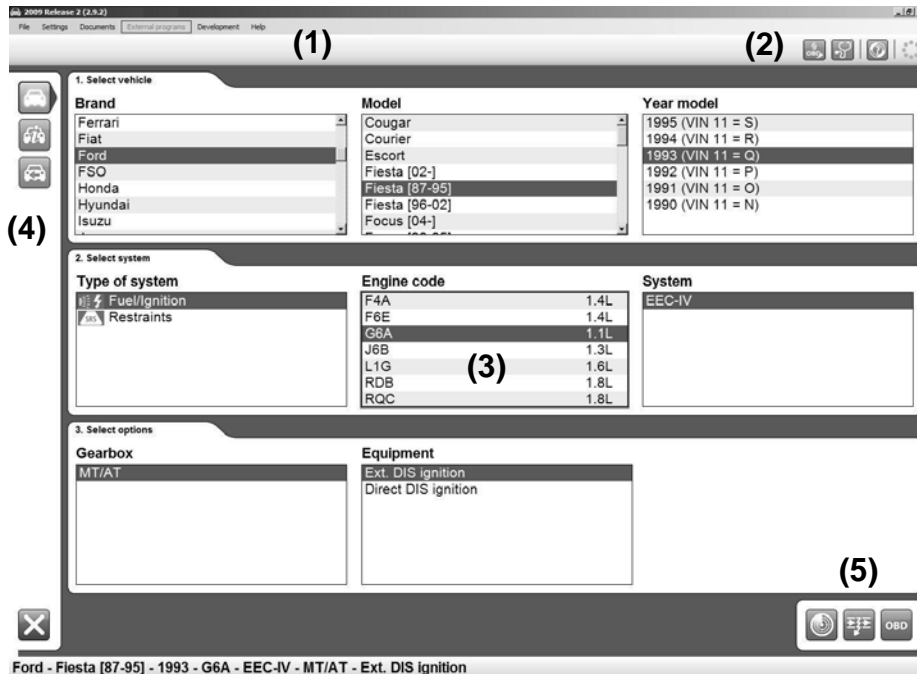 2009 Release 2 (2.9.2)
File Settings Documents External programs Development Help
(1)
(2)
1. Select vehicle
Brand
Ferrari
Fiat
Ford
FSO
Honda
Hyundai
Isuzu
Model
Cougar
Courier
Escort
Fiesta [02-]
Fiesta [87-95]
Fiesta [96-02]
Focus [04-]
Year model
1995 (VIN 11 = S)
1994 (VIN 11 = R)
1993 (VIN 11 = Q)
1992 (VIN 11 = P)
1991 (VIN 11 = O)
1990 (VIN 11 = N)
(4)
2. Select system
Type of system
Fuel/Ignition
SRS Restraints
Engine code
F4A 1.4L
F6E 1.4L
G6A 1.1L
J6B 1.3L
L1G 1.6L
RDB 1.8L
RQC 1.8L
(3)
System
EEC-IV
3. Select options
Gearbox
MT/AT
Equipment
Ext. DIS ignition
Direct DIS ignition
(5)
OBD
Ford - Fiesta [87-95] - 1993 - G6A - EEC-IV - MT/AT - Ext. DIS ignition